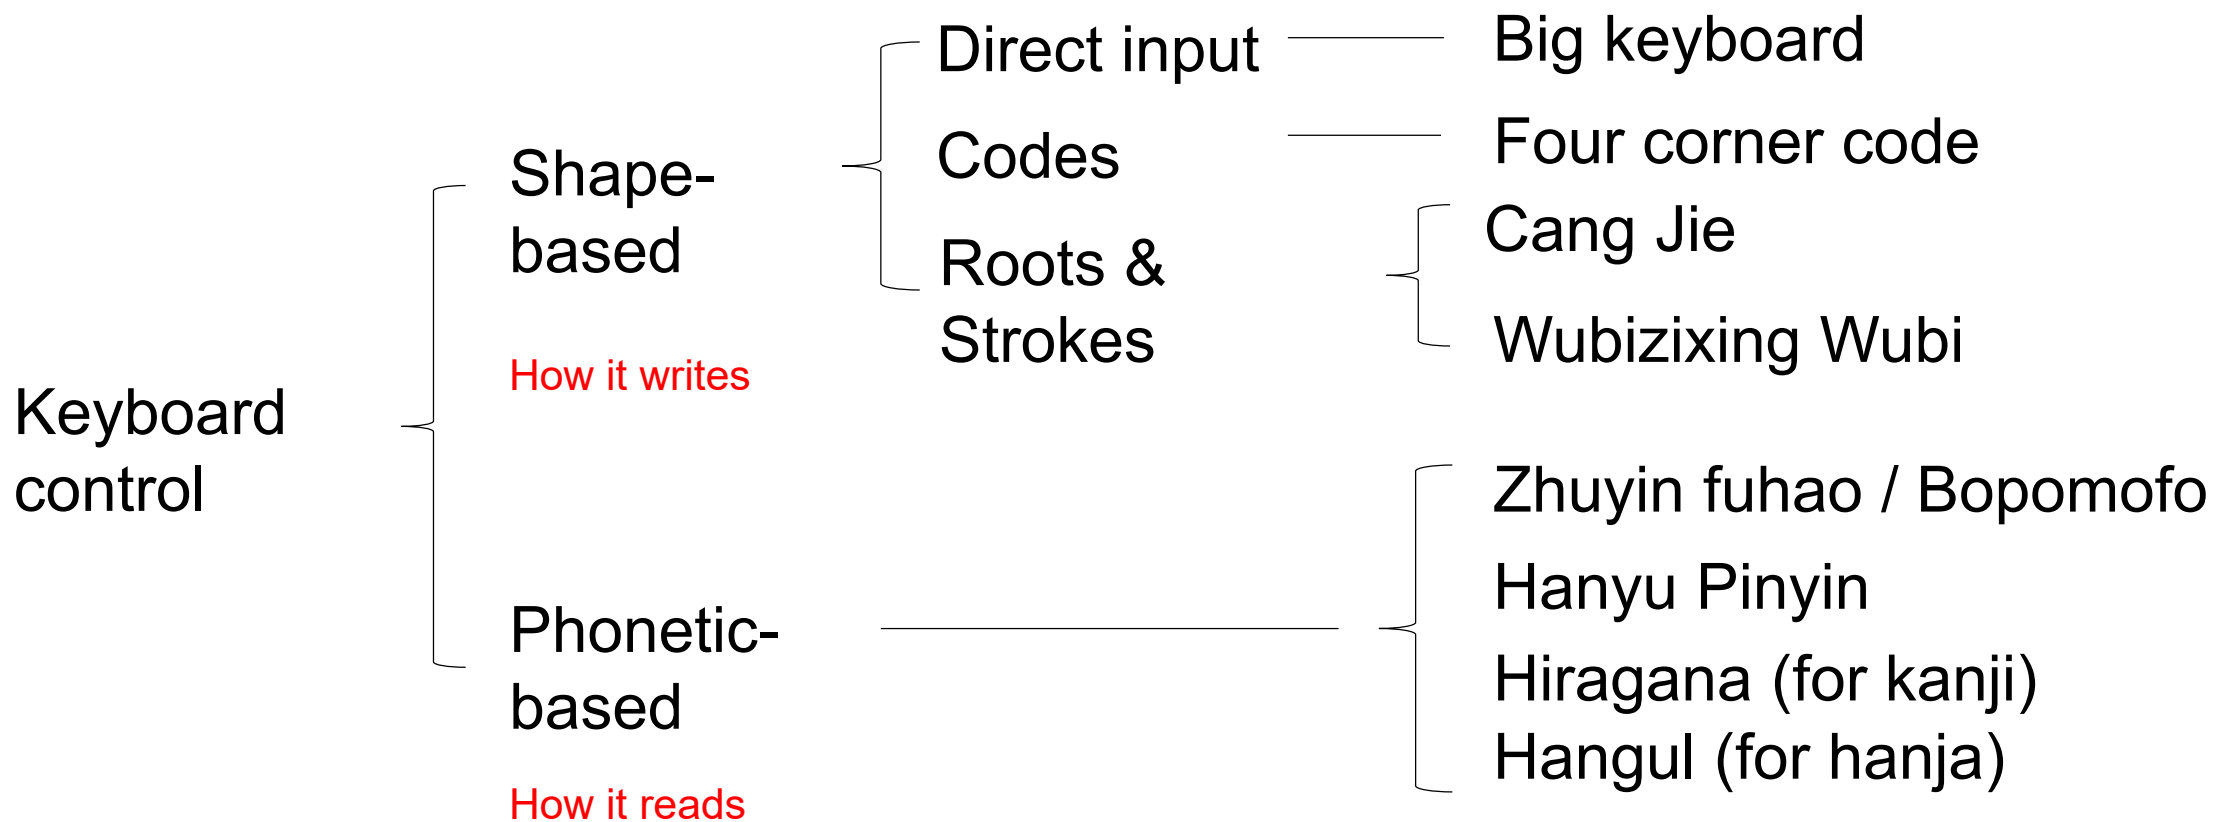 Keyboard
control
Shape-
based
How it writes
Phonetic-
based
How it reads
Direct input
Codes
Roots &
Strokes
Big keyboard
Four corner code
Cang Jie
Wubizixing Wubi
Zhuyin fuhao / Bopomofo
Hanyu Pinyin
Hiragana (for kanji)
Hangul (for hanja)